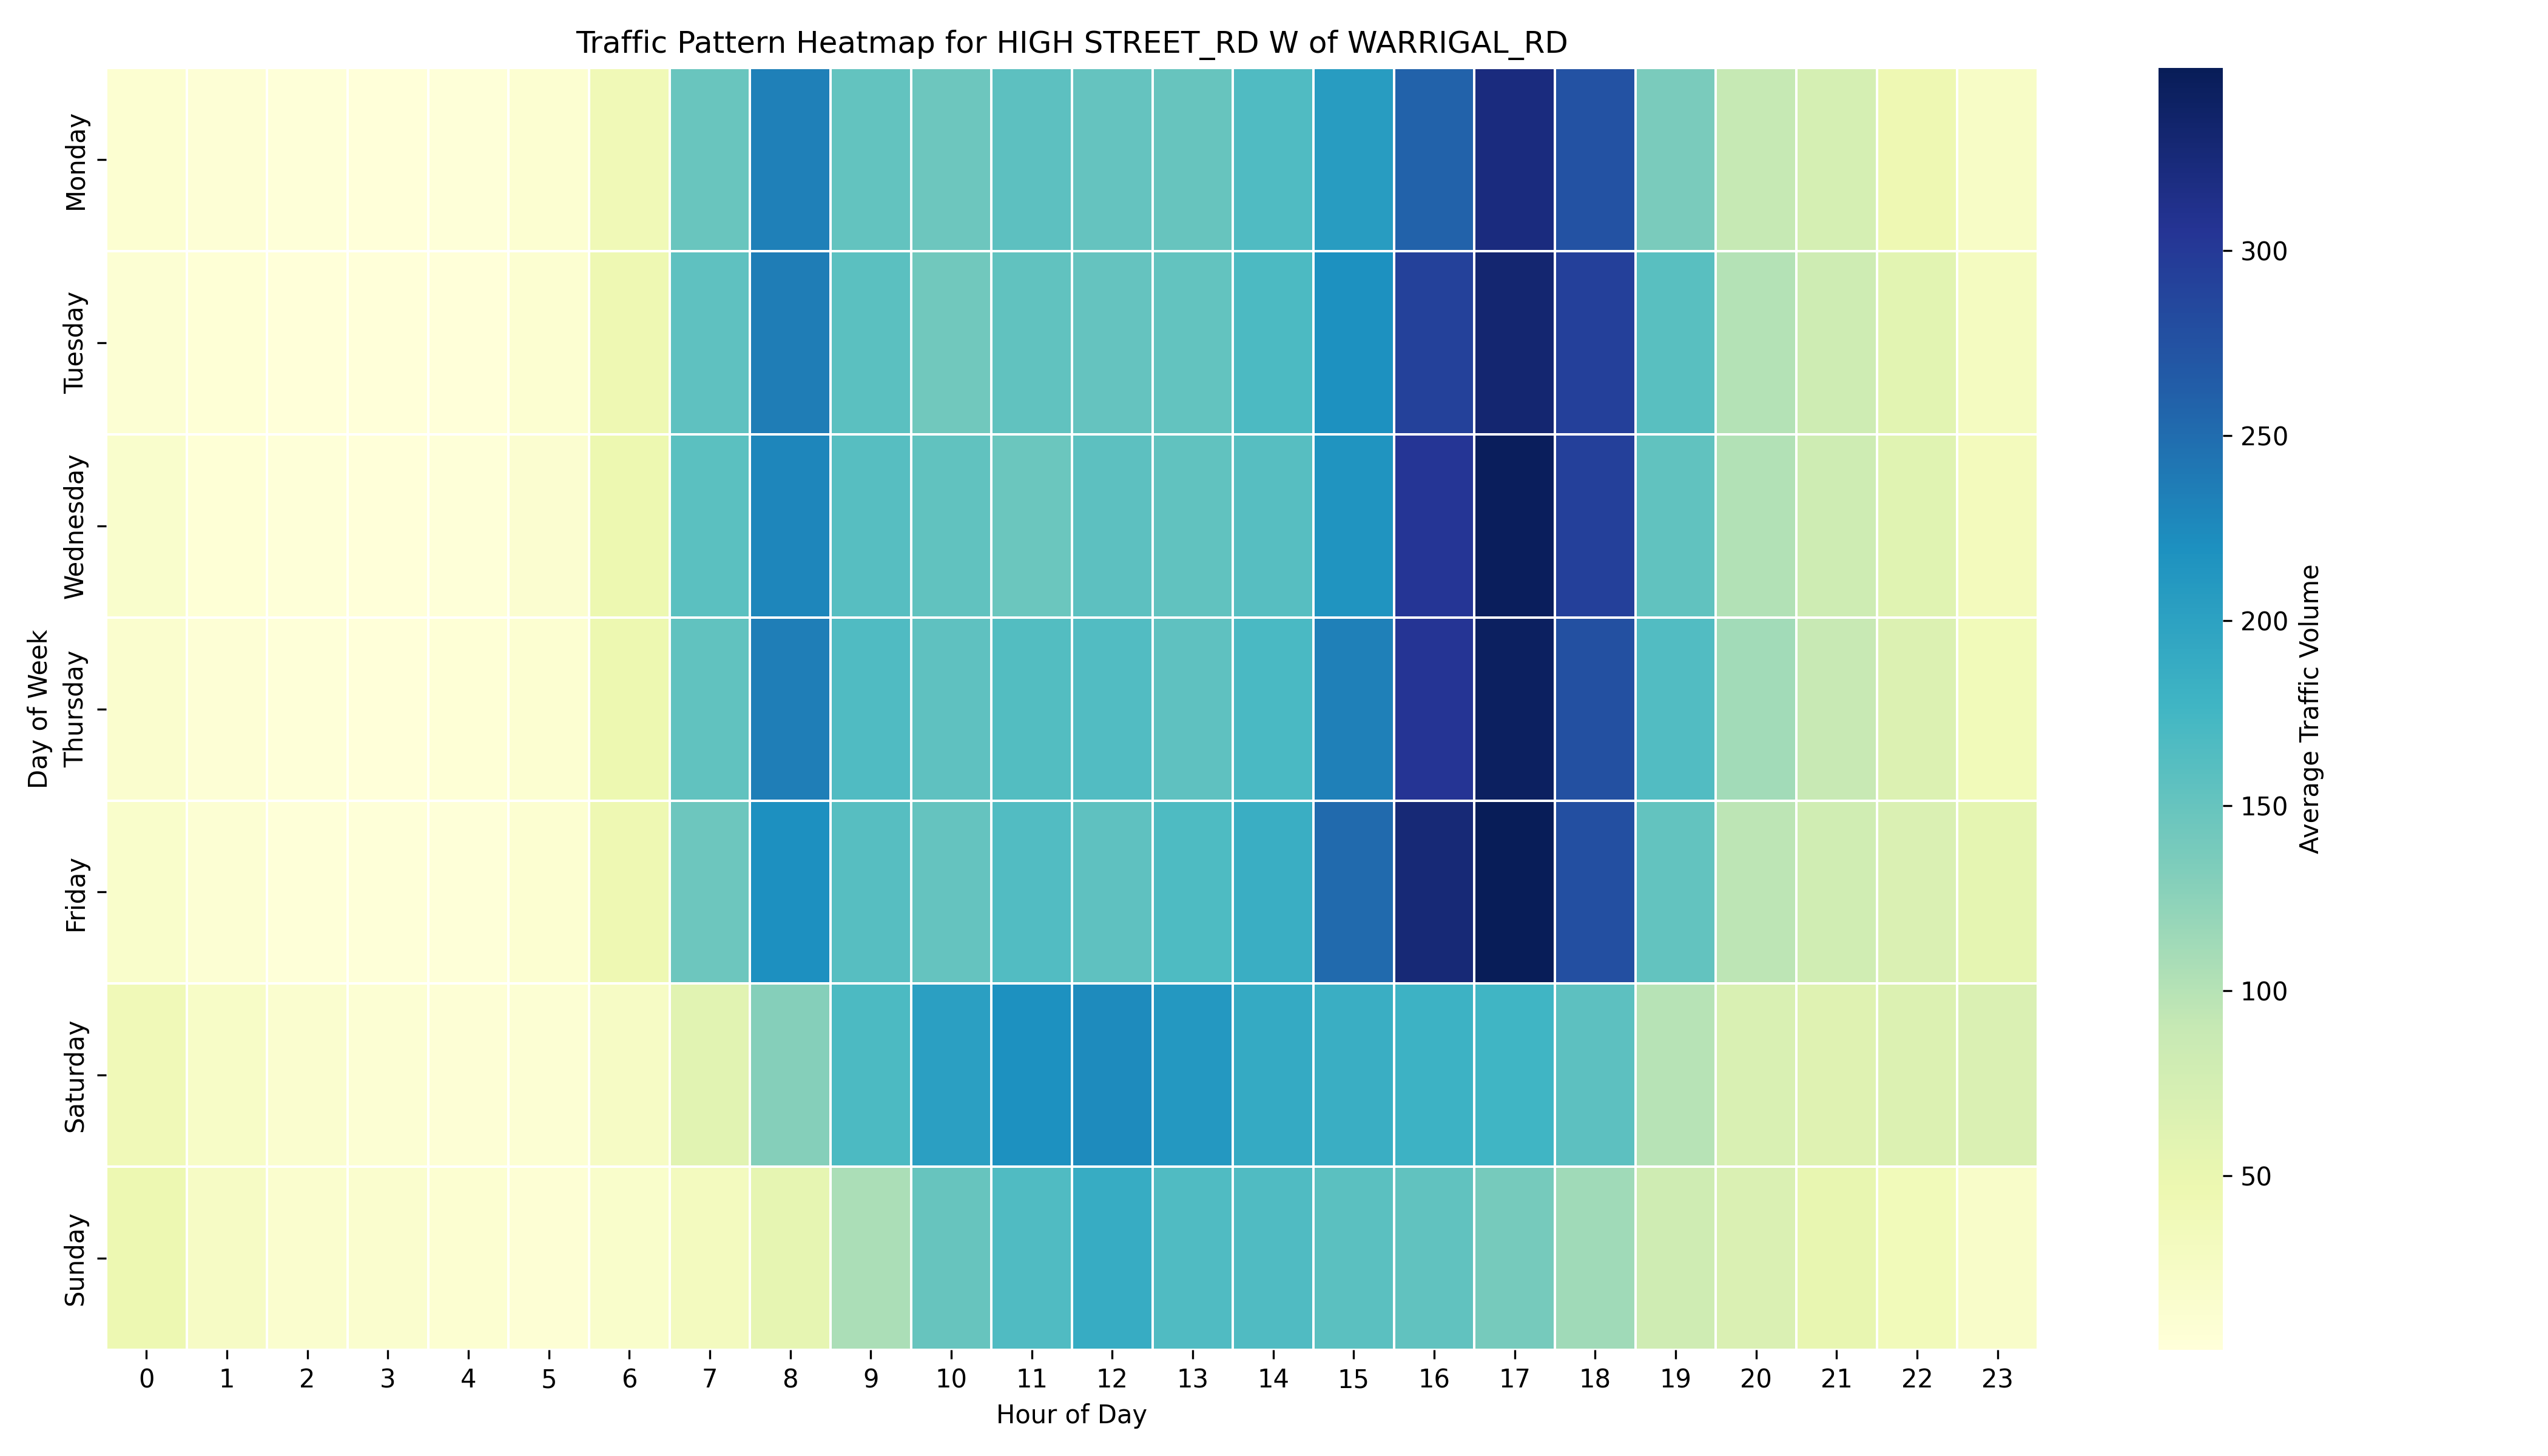 Traffic Pattern Heatmap for HIGH STREET_RD W of WARRIGAL_RD
Day of Week
Monday
Tuesday
Wednesday
Thursday
Friday
Saturday
Sunday
0 1 2 3 4 5 6 7 8 9 10 11 12 13 14 15 16 17 18 19 20 21 22 23
Hour of Day
300
250
200
150
100
50
Average Traffic Volume